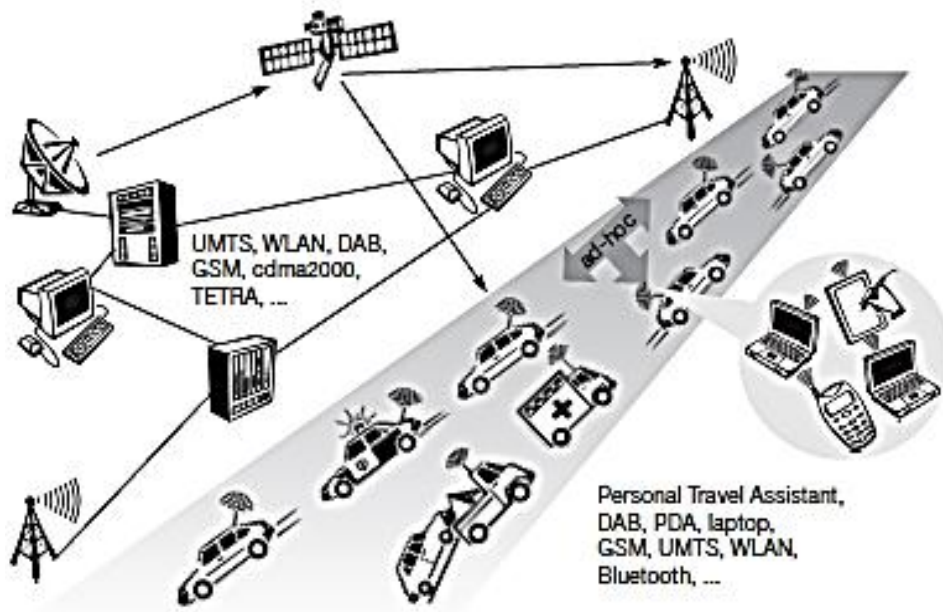 UMTS, WLAN, DAB,
GSM, cdma2000,
TETRA, ...
ad-hoc
Personal Travel Assistant,
DAB, PDA, laptop,
GSM, UMTS, WLAN,
Bluetooth, ...